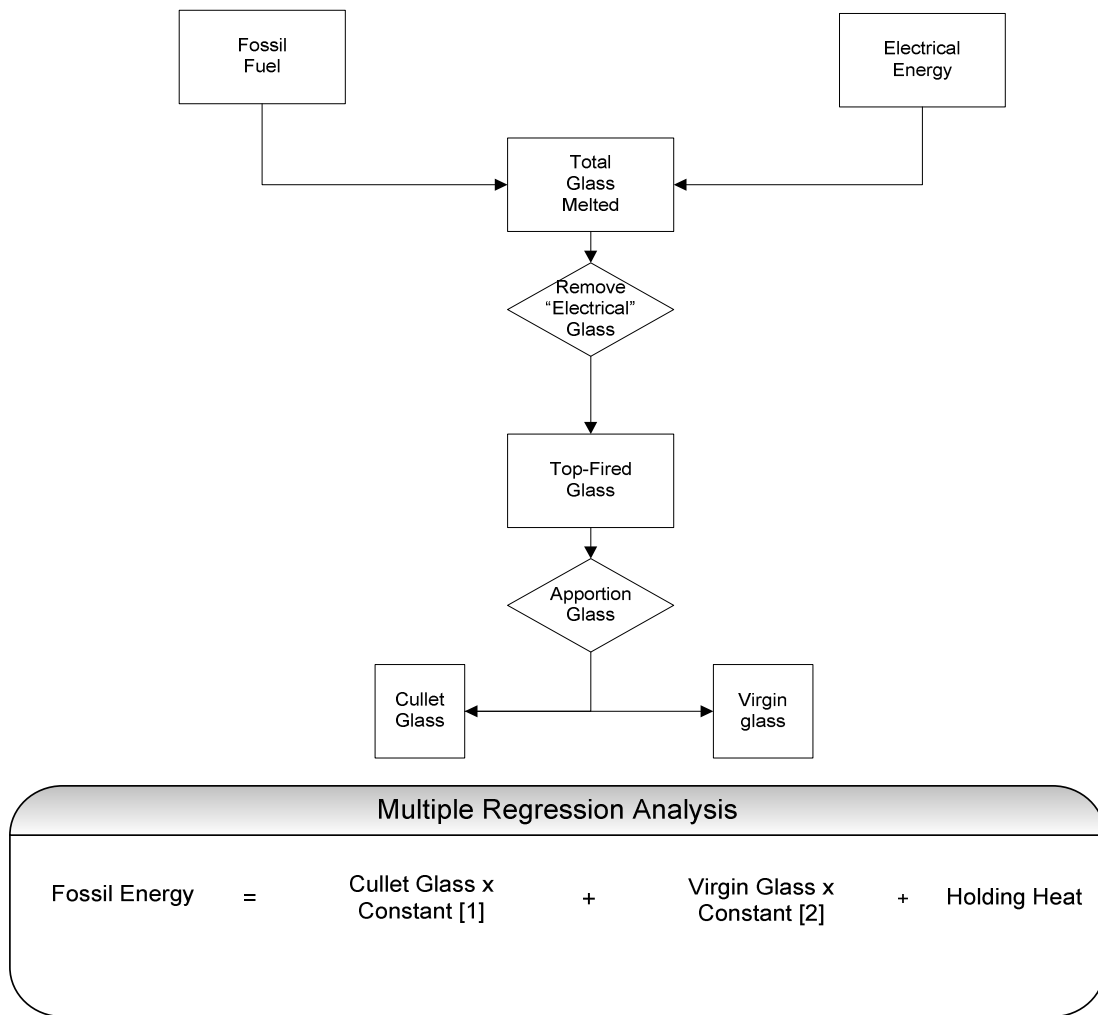 Fossil
Fuel
Electrical
Energy
Total
Glass
Melted
Remove
“Electrical”
Glass
Top-Fired
Glass
Apportion
Glass
Cullet
Glass
Virgin
glass
Multiple Regression Analysis
Fossil Energy = Cullet Glass x + Virgin Glass x + Holding Heat
Constant [1] Constant [2]